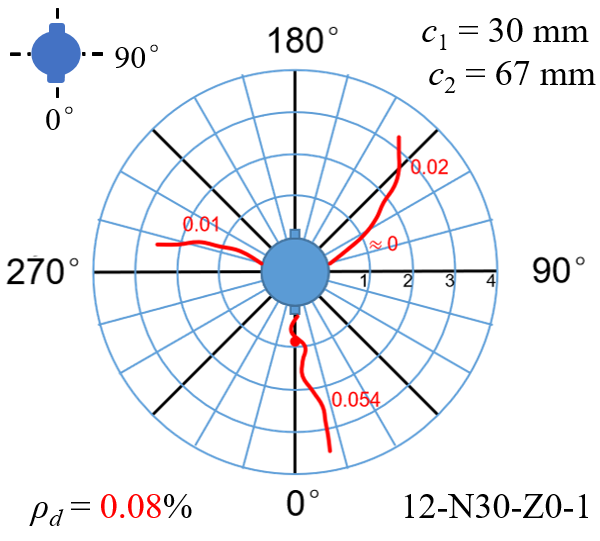 180°
c₁ = 30 mm
c₂ = 67 mm
90°
0°
0.02
0.01
≈0
270°
1 2 3 4
90°
0.054
0°
ρd = 0.08%
12-N30-Z0-1